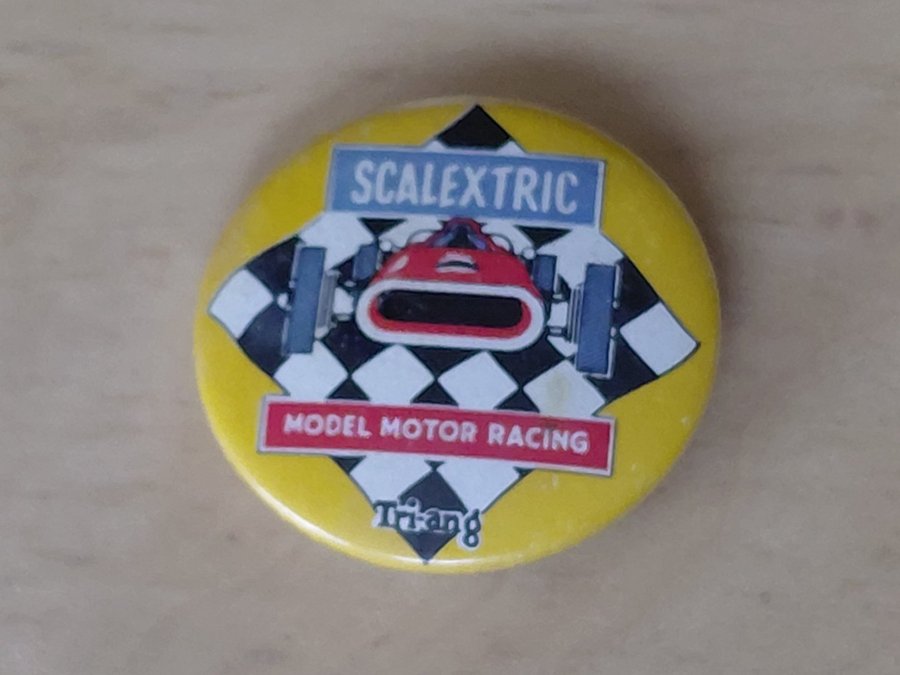 SCALEXTRIC
MODEL MOTOR RACING
Tri-ang